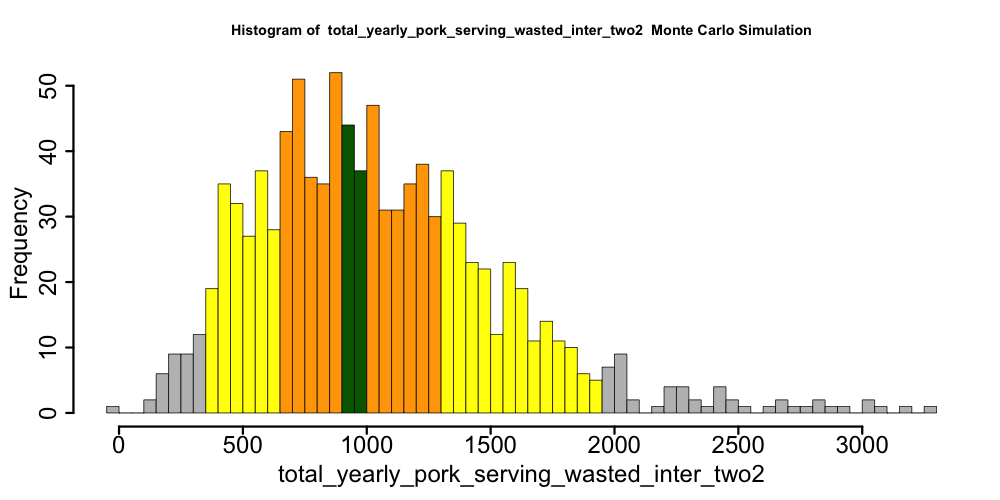 Histogram of  total_yearly_pork_serving_wasted_inter_two2  Monte Carlo Simulation
Frequency
50
40
30
20
10
0
0 500 1000 1500 2000 2500 3000
total_yearly_pork_serving_wasted_inter_two2